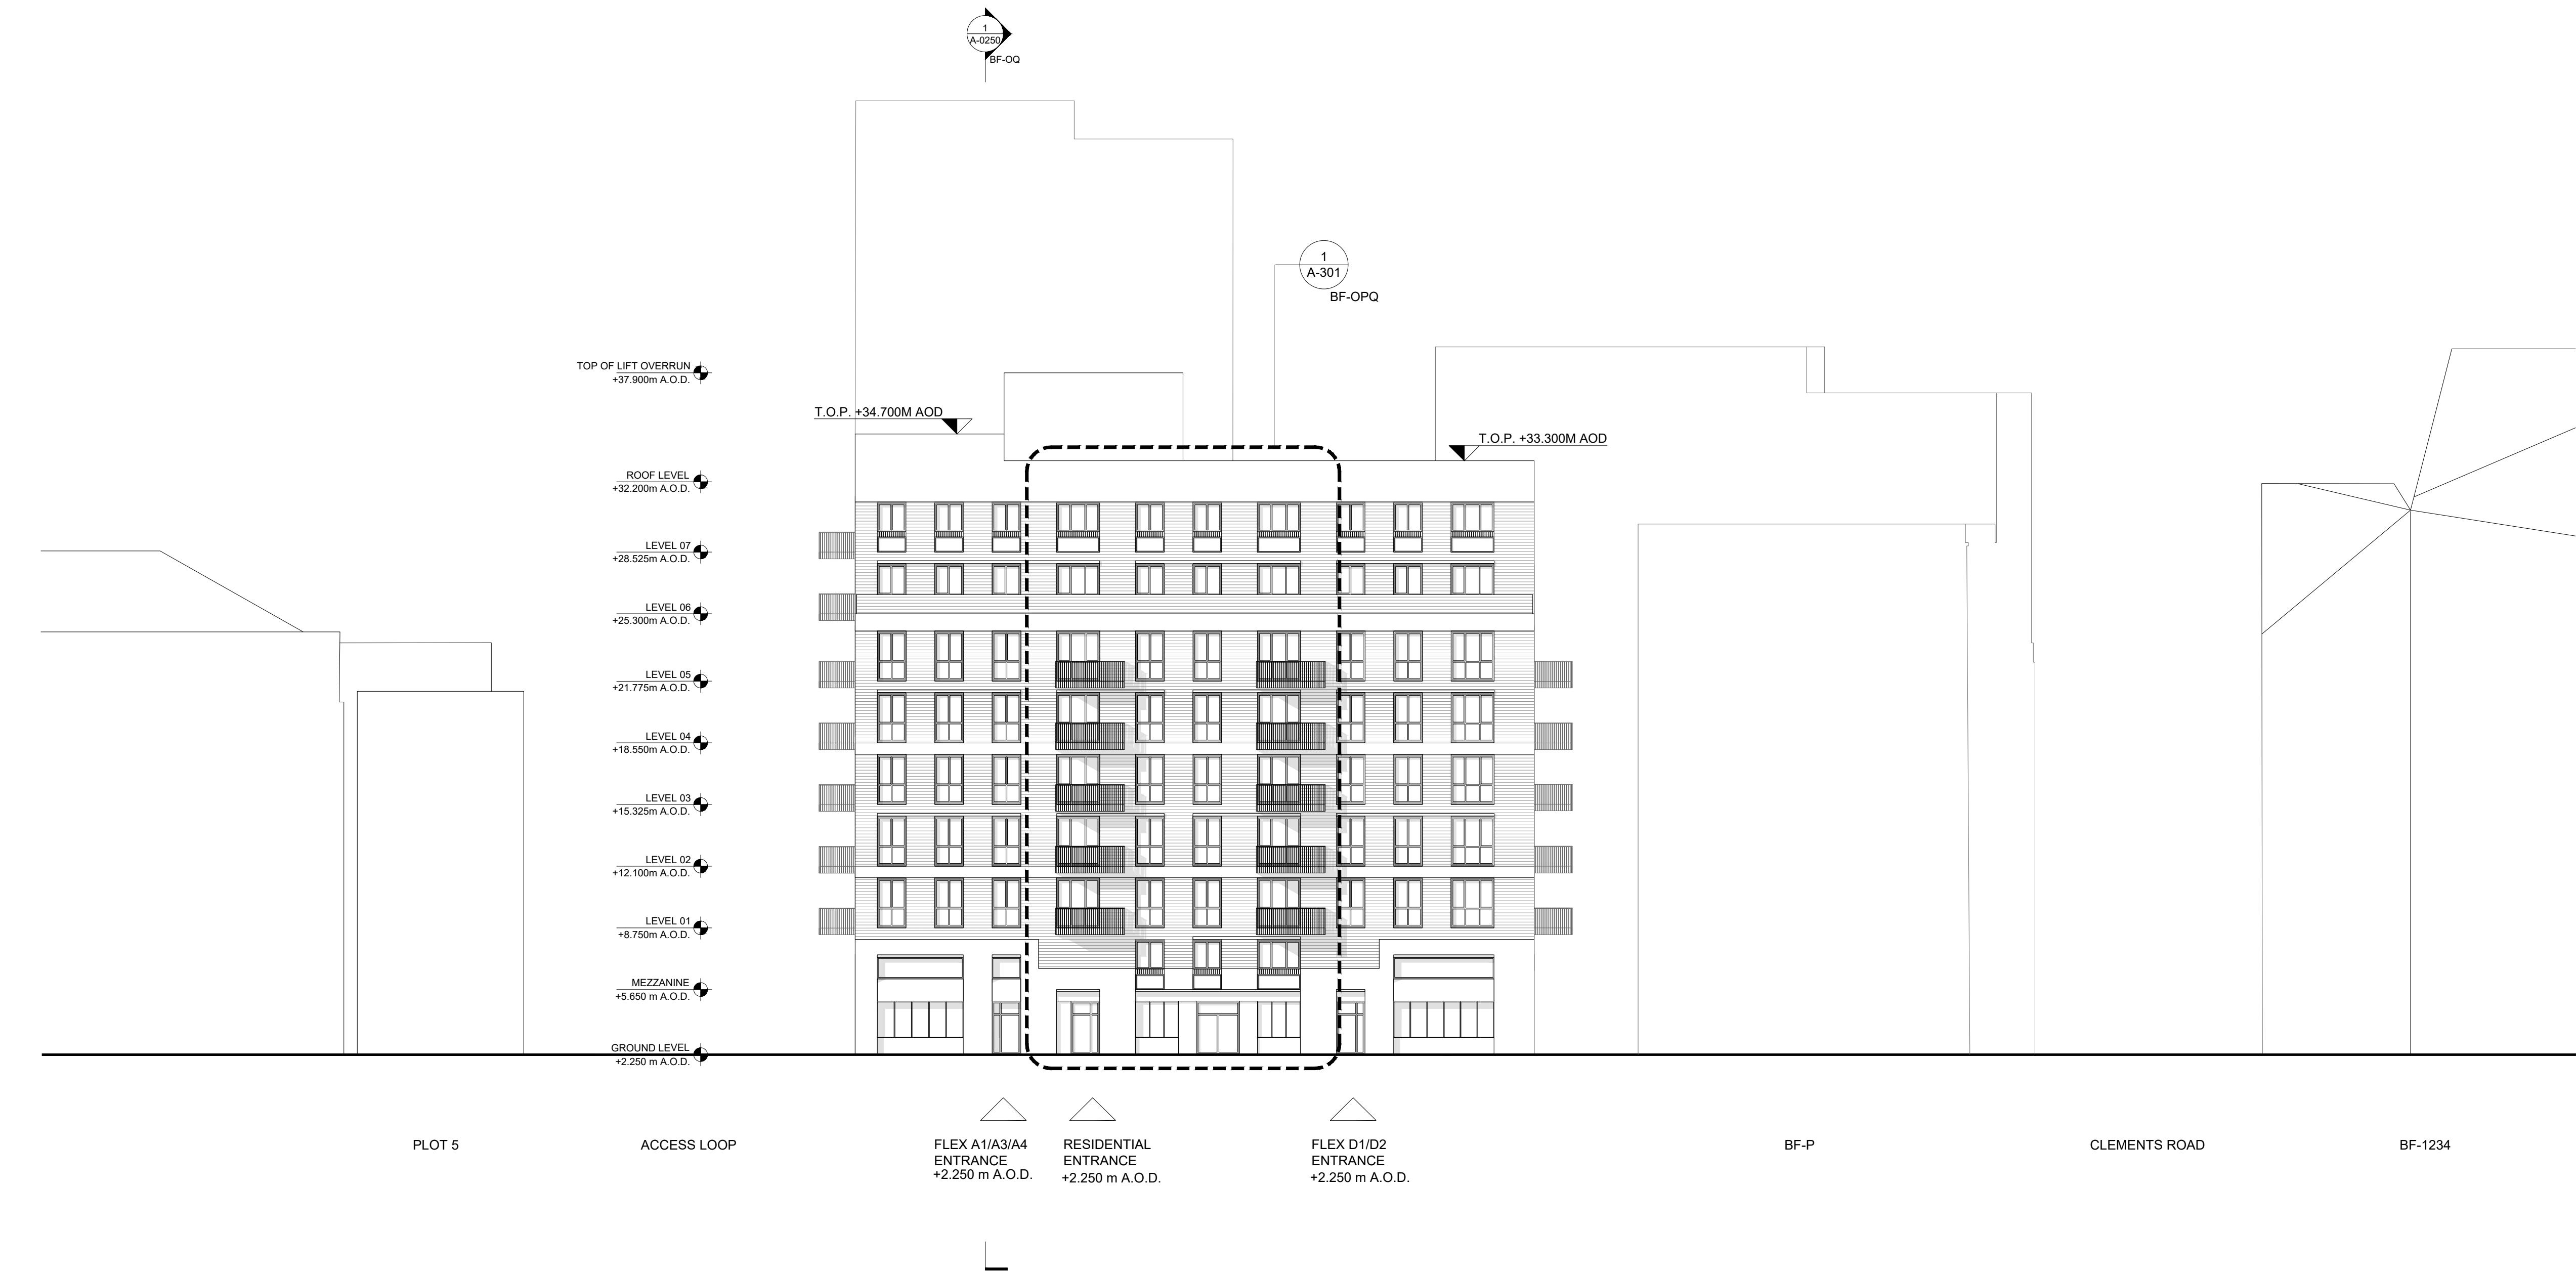 1
A-0250
BF-OQ
1
A-301
BF-OPQ
TOP OF LIFT OVERRUN
+37.900m A.O.D.
T.O.P. +34.700M AOD
T.O.P. +33.300M AOD
ROOF LEVEL
+32.200m A.O.D.
LEVEL 07
+28.525m A.O.D.
LEVEL 06
+25.300m A.O.D.
LEVEL 05
+21.775m A.O.D.
LEVEL 04
+18.550m A.O.D.
LEVEL 03
+15.325m A.O.D.
LEVEL 02
+12.100m A.O.D.
LEVEL 01
+8.750m A.O.D.
MEZZANINE
+5.650 m A.O.D.
GROUND LEVEL
+2.250 m A.O.D.
PLOT 5
ACCESS LOOP
FLEX A1/A3/A4
ENTRANCE
+2.250 m A.O.D.
RESIDENTIAL
ENTRANCE
+2.250 m A.O.D.
FLEX D1/D2
ENTRANCE
+2.250 m A.O.D.
BF-P
CLEMENTS ROAD
BF-1234